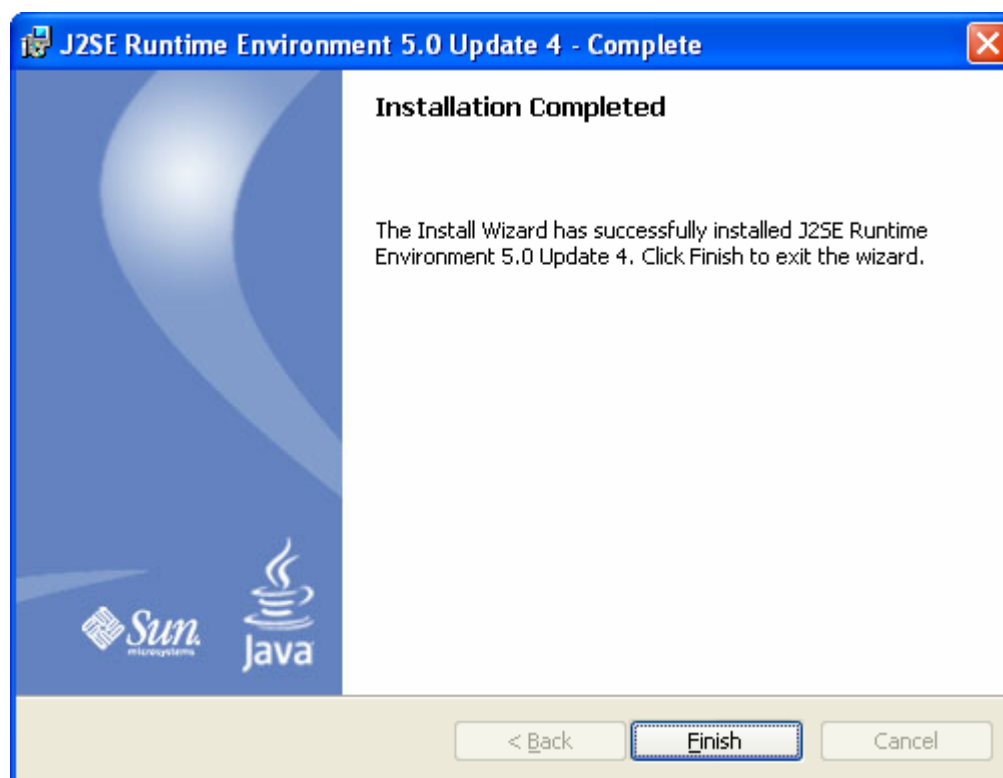 J2SE Runtime Environment 5.0 Update 4 - Complete
Installation Completed
The Install Wizard has successfully installed J2SE Runtime
Environment 5.0 Update 4. Click Finish to exit the wizard.
Sun
microsystems
Java
< Back
Finish
Cancel